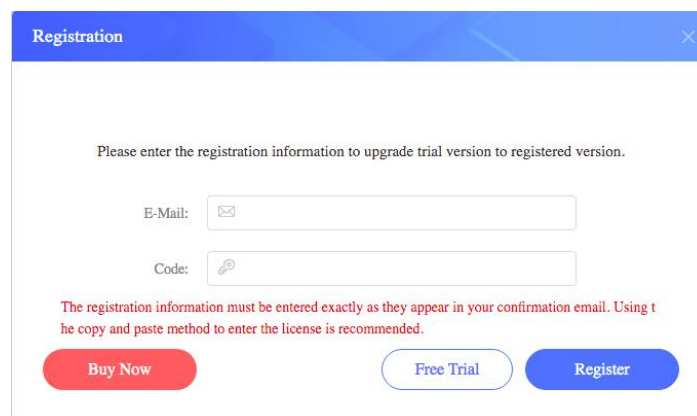 Registration
Please enter the registration information to upgrade trial version to registered version.
E-Mail:
Code:
The registration information must be entered exactly as they appear in your confirmation email. Using t
he copy and paste method to enter the license is recommended.
Buy Now
Free Trial
Register